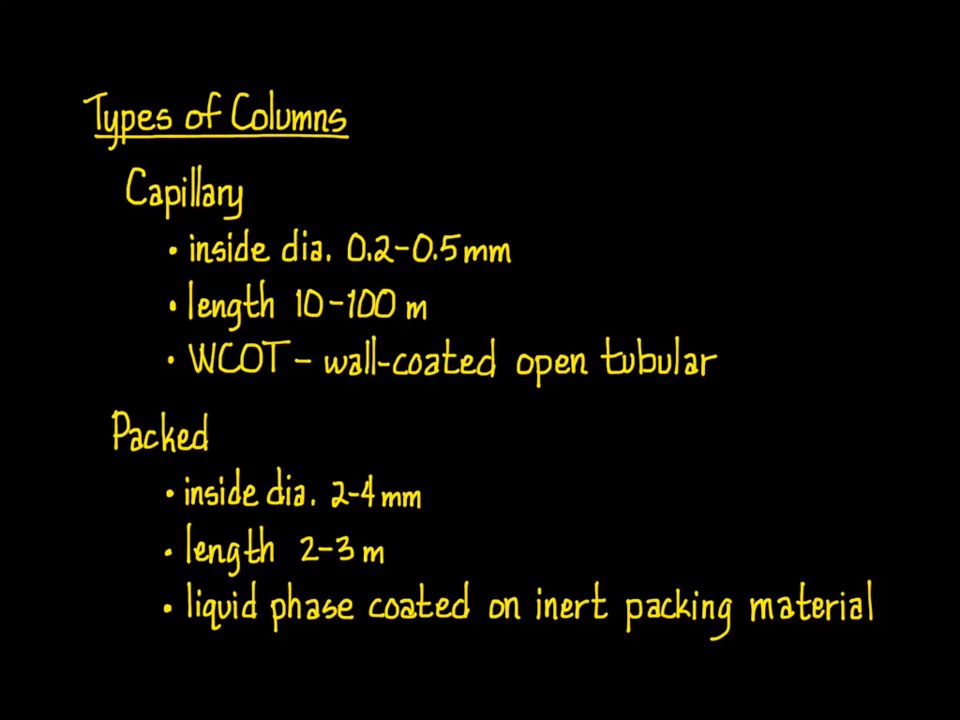 Types of Columns
Capillary
• inside dia. 0.2-0.5mm
• length 10-100 m
• WCOT - wall-coated open tubular
Packed
• inside dia. 2-4 mm
• length 2-3 m
• liquid phase coated on inert packing material